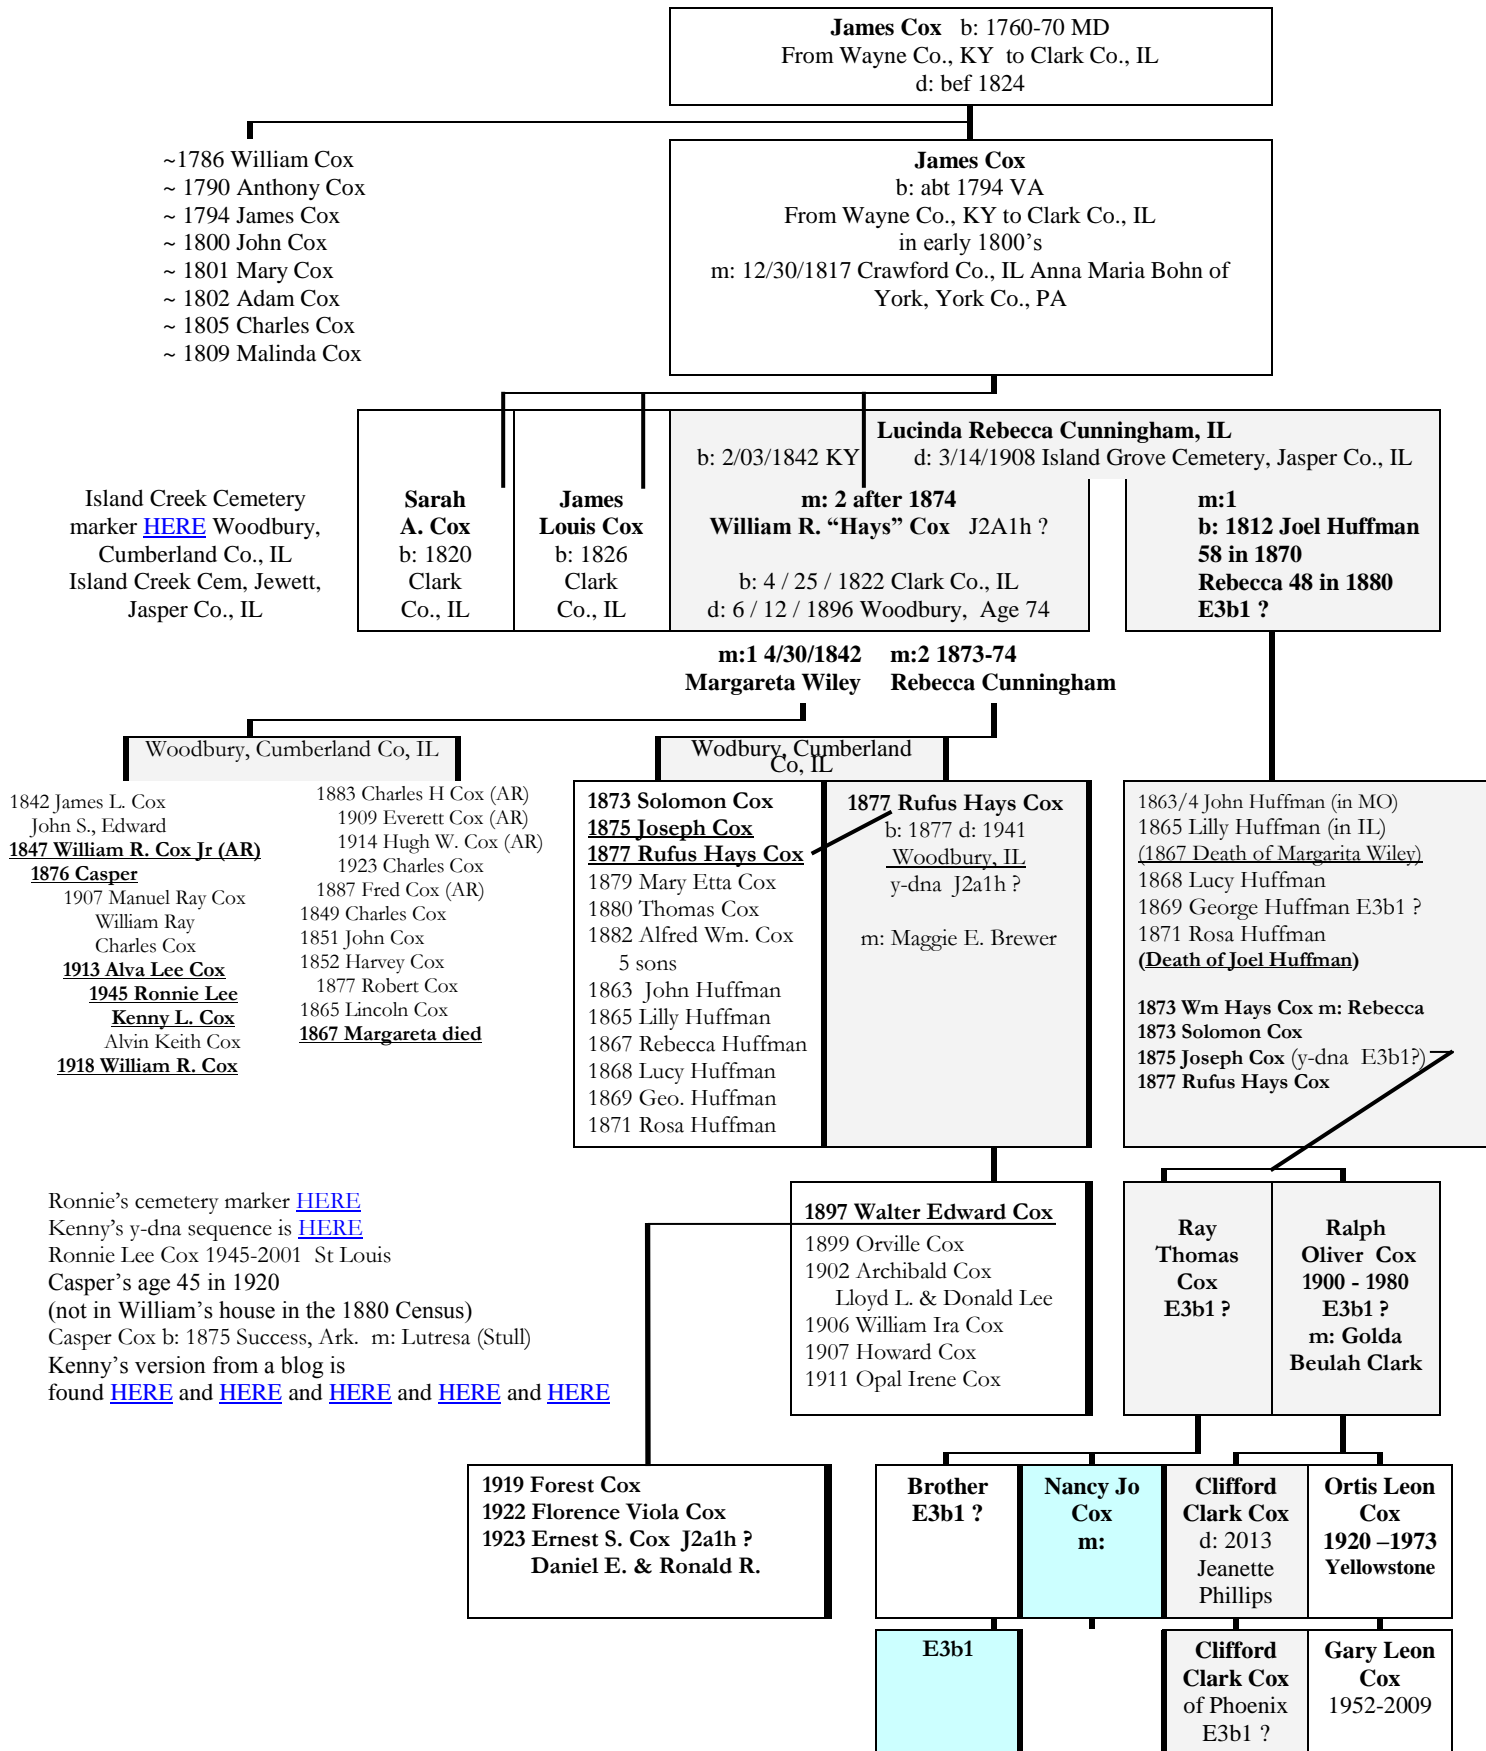 James Cox b: 1760-70 MD
From Wayne Co., KY to Clark Co., IL
d: bef 1824
~1786 William Cox
~ 1790 Anthony Cox
~ 1794 James Cox
~ 1800 John Cox
~ 1801 Mary Cox
~ 1802 Adam Cox
~ 1805 Charles Cox
~ 1809 Malinda Cox
James Cox
b: abt 1794 VA
From Wayne Co., KY to Clark Co., IL
in early 1800’s
m: 12/30/1817 Crawford Co., IL Anna Maria Bohn of
York, York Co., PA
Lucinda Rebecca Cunningham, IL
b: 2/03/1842 KY d: 3/14/1908 Island Grove Cemetery, Jasper Co., IL
Island Creek Cemetery
marker HERE Woodbury,
Cumberland Co., IL
Island Creek Cem, Jewett,
Jasper Co., IL
Sarah
A. Cox
b: 1820
Clark
Co., IL
James
Louis Cox
b: 1826
Clark
Co., IL
m: 2 after 1874
William R. “Hays” Cox J2A1h ?
b: 4 / 25 / 1822 Clark Co., IL
d: 6 / 12 / 1896 Woodbury, Age 74
m:1
b: 1812 Joel Huffman
58 in 1870
Rebecca 48 in 1880
E3b1 ?
m:1 4/30/1842
Margareta Wiley
m:2 1873-74
Rebecca Cunningham
Woodbury, Cumberland Co, IL
Wodbury, Cumberland
Co, IL
1842 James L. Cox
John S., Edward
1847 William R. Cox Jr (AR)
1876 Casper
1907 Manuel Ray Cox
William Ray
Charles Cox
1913 Alva Lee Cox
1945 Ronnie Lee
Kenny L. Cox
Alvin Keith Cox
1918 William R. Cox
1883 Charles H Cox (AR)
1909 Everett Cox (AR)
1914 Hugh W. Cox (AR)
1923 Charles Cox
1887 Fred Cox (AR)
1849 Charles Cox
1851 John Cox
1852 Harvey Cox
1877 Robert Cox
1865 Lincoln Cox
1867 Margareta died
1873 Solomon Cox
1875 Joseph Cox
1877 Rufus Hays Cox
1879 Mary Etta Cox
1880 Thomas Cox
1882 Alfred Wm. Cox
5 sons
1863 John Huffman
1865 Lilly Huffman
1867 Rebecca Huffman
1868 Lucy Huffman
1869 Geo. Huffman
1871 Rosa Huffman
1877 Rufus Hays Cox
b: 1877 d: 1941
Woodbury, IL
y-dna J2a1h ?
m: Maggie E. Brewer
1863/4 John Huffman (in MO)
1865 Lilly Huffman (in IL)
(1867 Death of Margarita Wiley)
1868 Lucy Huffman
1869 George Huffman E3b1 ?
1871 Rosa Huffman
(Death of Joel Huffman)
1873 Wm Hays Cox m: Rebecca
1873 Solomon Cox
1875 Joseph Cox (y-dna E3b1?)
1877 Rufus Hays Cox
Ronnie’s cemetery marker HERE
Kenny’s y-dna sequence is HERE
Ronnie Lee Cox 1945-2001 St Louis
Casper’s age 45 in 1920
(not in William’s house in the 1880 Census)
Casper Cox b: 1875 Success, Ark. m: Lutresa (Stull)
Kenny’s version from a blog is
found HERE and HERE and HERE and HERE and HERE
1897 Walter Edward Cox
1899 Orville Cox
1902 Archibald Cox
Lloyd L. & Donald Lee
1906 William Ira Cox
1907 Howard Cox
1911 Opal Irene Cox
Ray
Thomas
Cox
E3b1 ?
Ralph
Oliver Cox
1900 - 1980
E3b1 ?
m: Golda
Beulah Clark
1919 Forest Cox
1922 Florence Viola Cox
1923 Ernest S. Cox J2a1h ?
Daniel E. & Ronald R.
Brother
E3b1 ?
Nancy Jo
Cox
m:
Clifford
Clark Cox
d: 2013
Jeanette
Phillips
Ortis Leon
Cox
1920 –1973
Yellowstone
E3b1
Clifford
Clark Cox
of Phoenix
E3b1 ?
Gary Leon
Cox
1952-2009